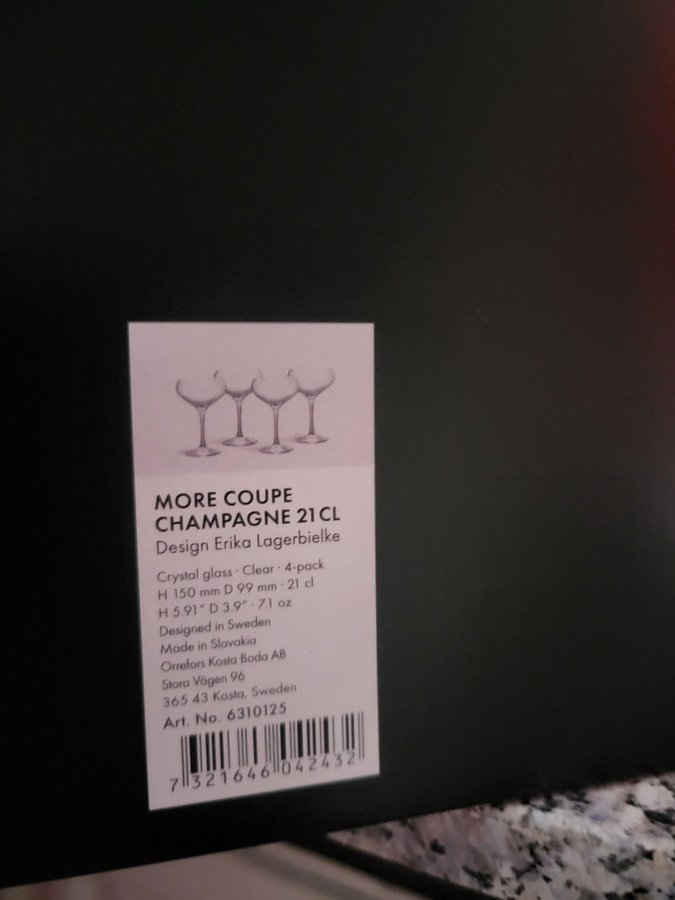 MORE COUPE
CHAMPAGNE 21 CL
Design Erika Lagerbielke
Crystal glass · Clear · 4-pack
H 150 mm D 99 mm · 21 cl
H 5.91" D 3.9" · 7.1 oz
Designed in Sweden
Made in Slovakia
Orrefors Kosta Boda AB
Stora Vägen 96
365 43 Kosta, Sweden
Art. No. 6310125
7 321646 042432